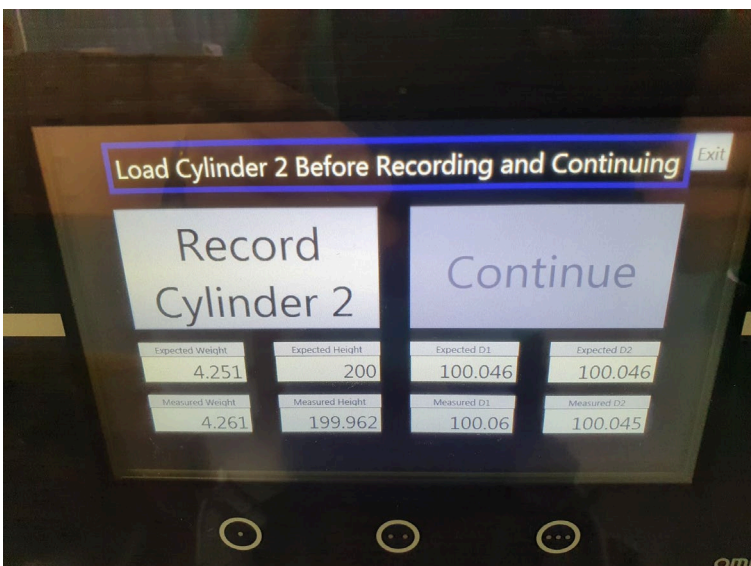 Load Cylinder 2 Before Recording and Continuing
Exit
Record
Cylinder 2
Continue
Expected Weight
4.251
Expected Height
200
Expected D1
100.046
Expected D2
100.046
Measured Weight
4.261
Measured Height
199.962
Measured D1
100.06
Measured D2
100.045